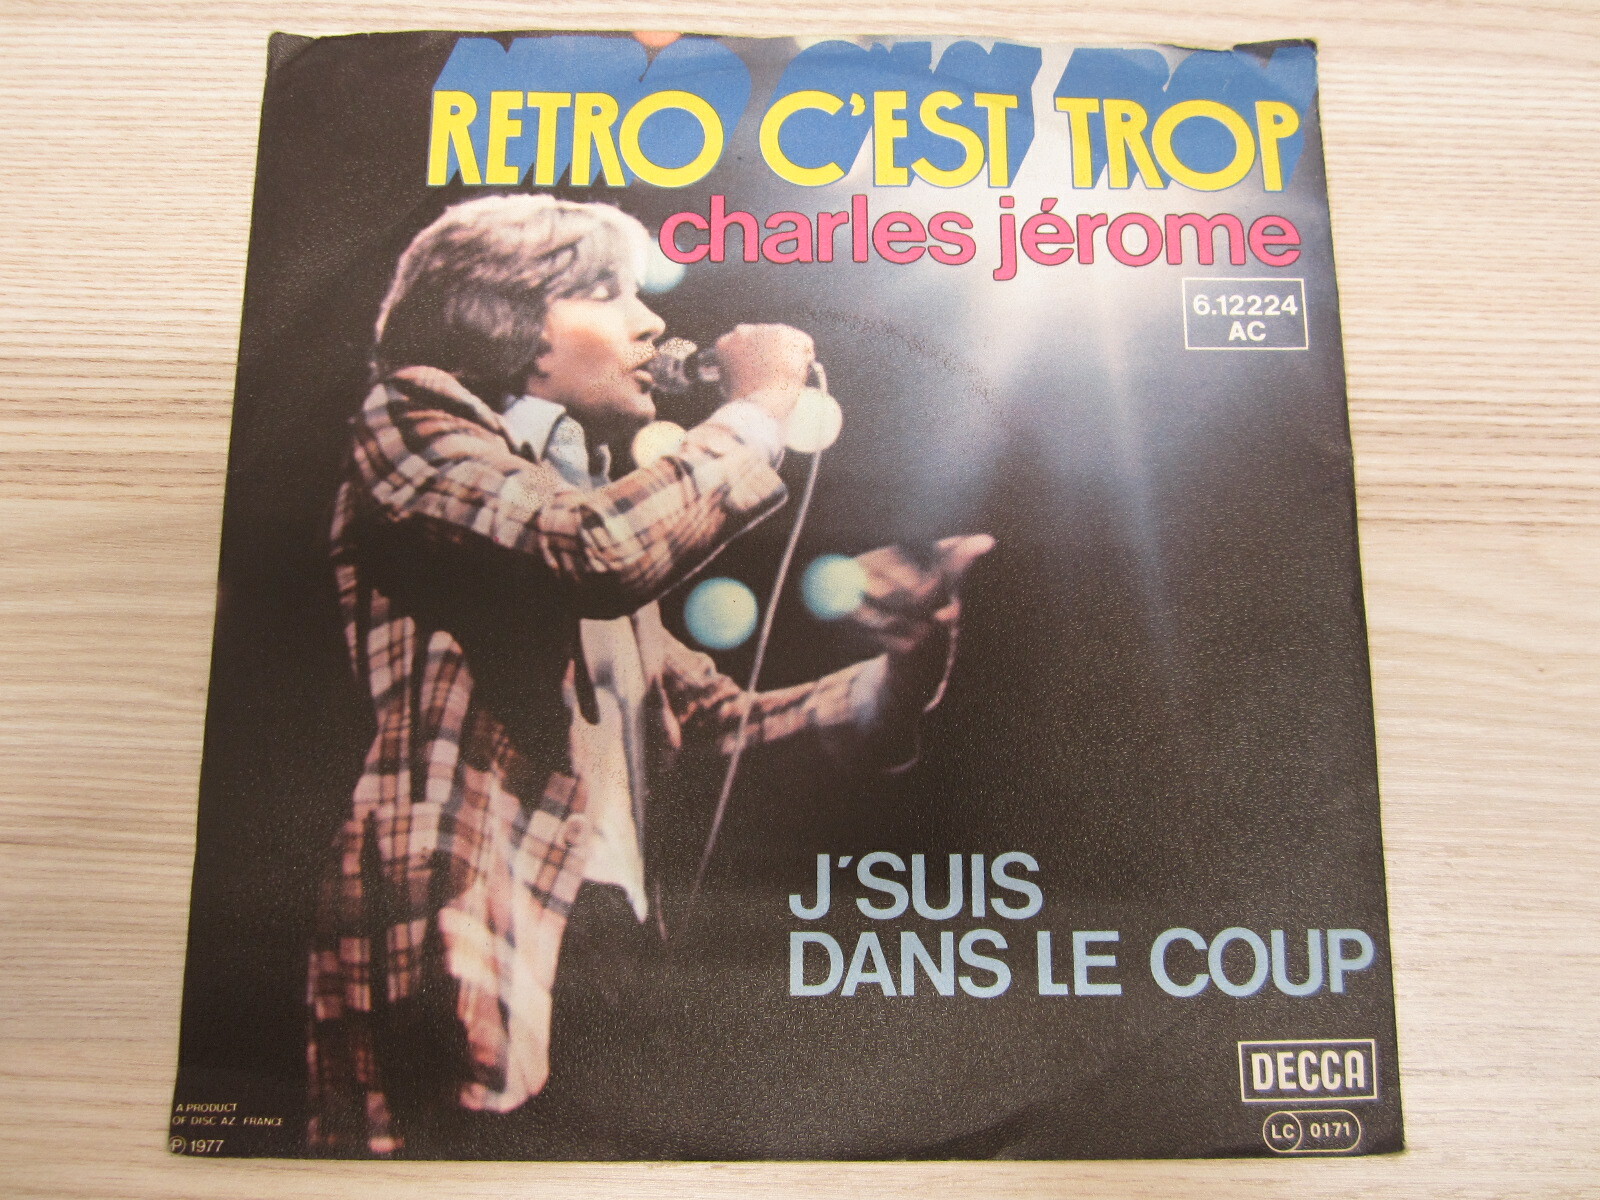 RETRO C'EST TROP
charles jérome
6.12224
AC
J'SUIS
DANS LE COUP
DECCA
LC 0171
A PRODUCT
OF DISC AZ FRANCE
℗ 1977